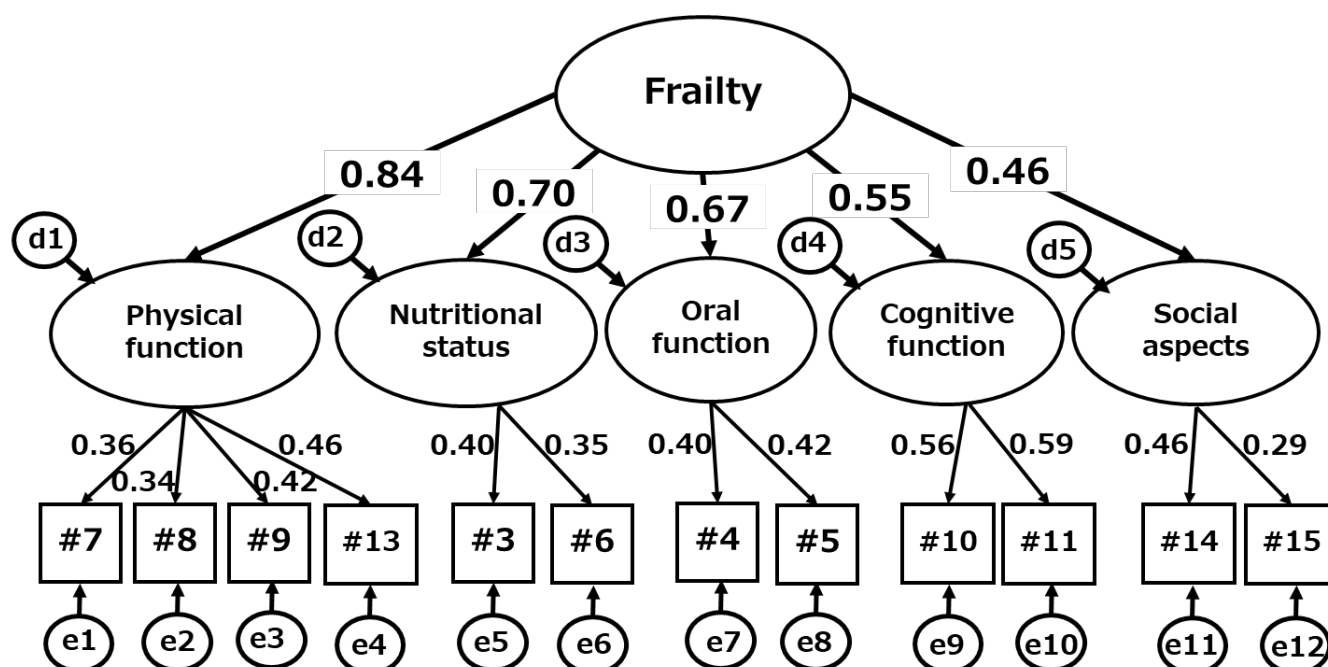 Frailty
0.84
0.70
0.67
0.55
0.46
d1
d2
d3
d4
d5
Physical
function
Nutritional
status
Oral
function
Cognitive
function
Social
aspects
0.36
0.34
0.42
0.46
0.40
0.35
0.40
0.42
0.56
0.59
0.46
0.29
#7
#8
#9
#13
#3
#6
#4
#5
#10
#11
#14
#15
e1
e2
e3
e4
e5
e6
e7
e8
e9
e10
e11
e12